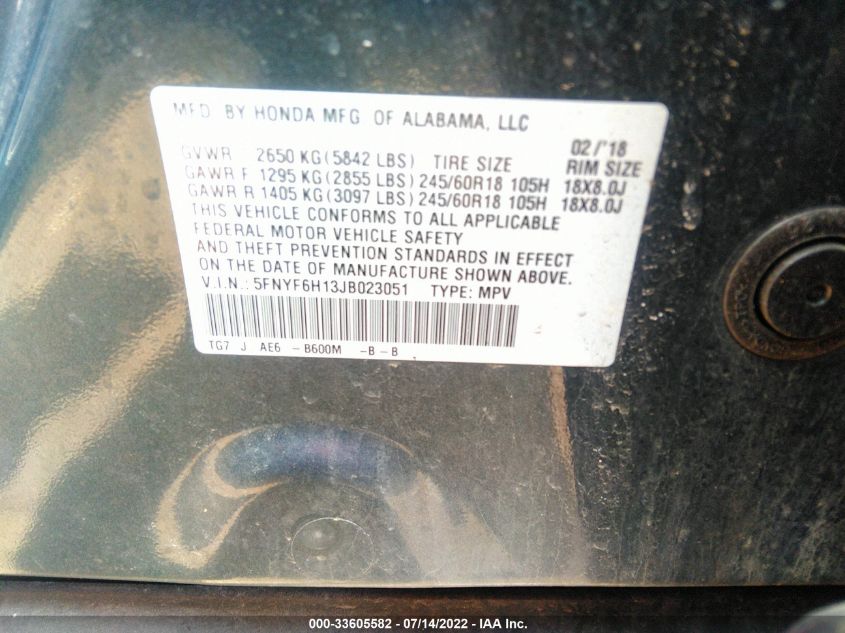 MFD. BY HONDA MFG. OF ALABAMA, LLC
02/'18
GVWR 2650 KG(5842 LBS) TIRE SIZE RIM SIZE
GAWR F 1295 KG(2855 LBS) 245/60R18 105H 18X8.0J
GAWR R 1405 KG(3097 LBS) 245/60R18 105H 18X8.0J
THIS VEHICLE CONFORMS TO ALL APPLICABLE
FEDERAL MOTOR VEHICLE SAFETY
AND THEFT PREVENTION STANDARDS IN EFFECT
ON THE DATE OF MANUFACTURE SHOWN ABOVE.
V.I.N.: 5FNYF6H13JB023051 TYPE: MPV
TG7 J AE6 -B600M -B-B
000-33605582 - 07/14/2022 - IAA Inc.